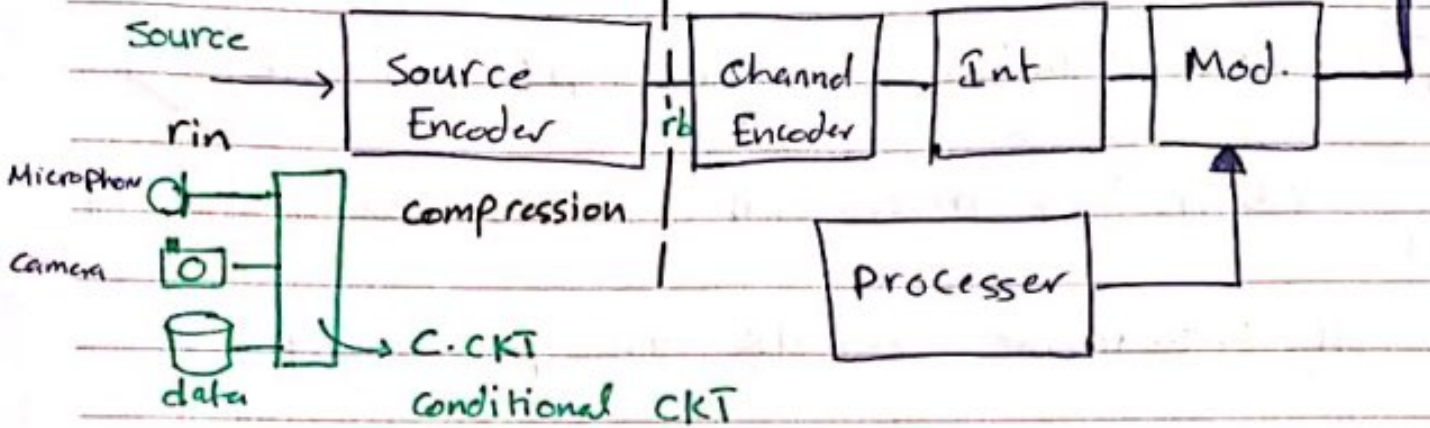 Source
Source
Encoder
Channel
Encoder
Int
Mod.
rin
rb
Microphon
compression
Camera
Processer
C.CKT
data
Conditional CKT